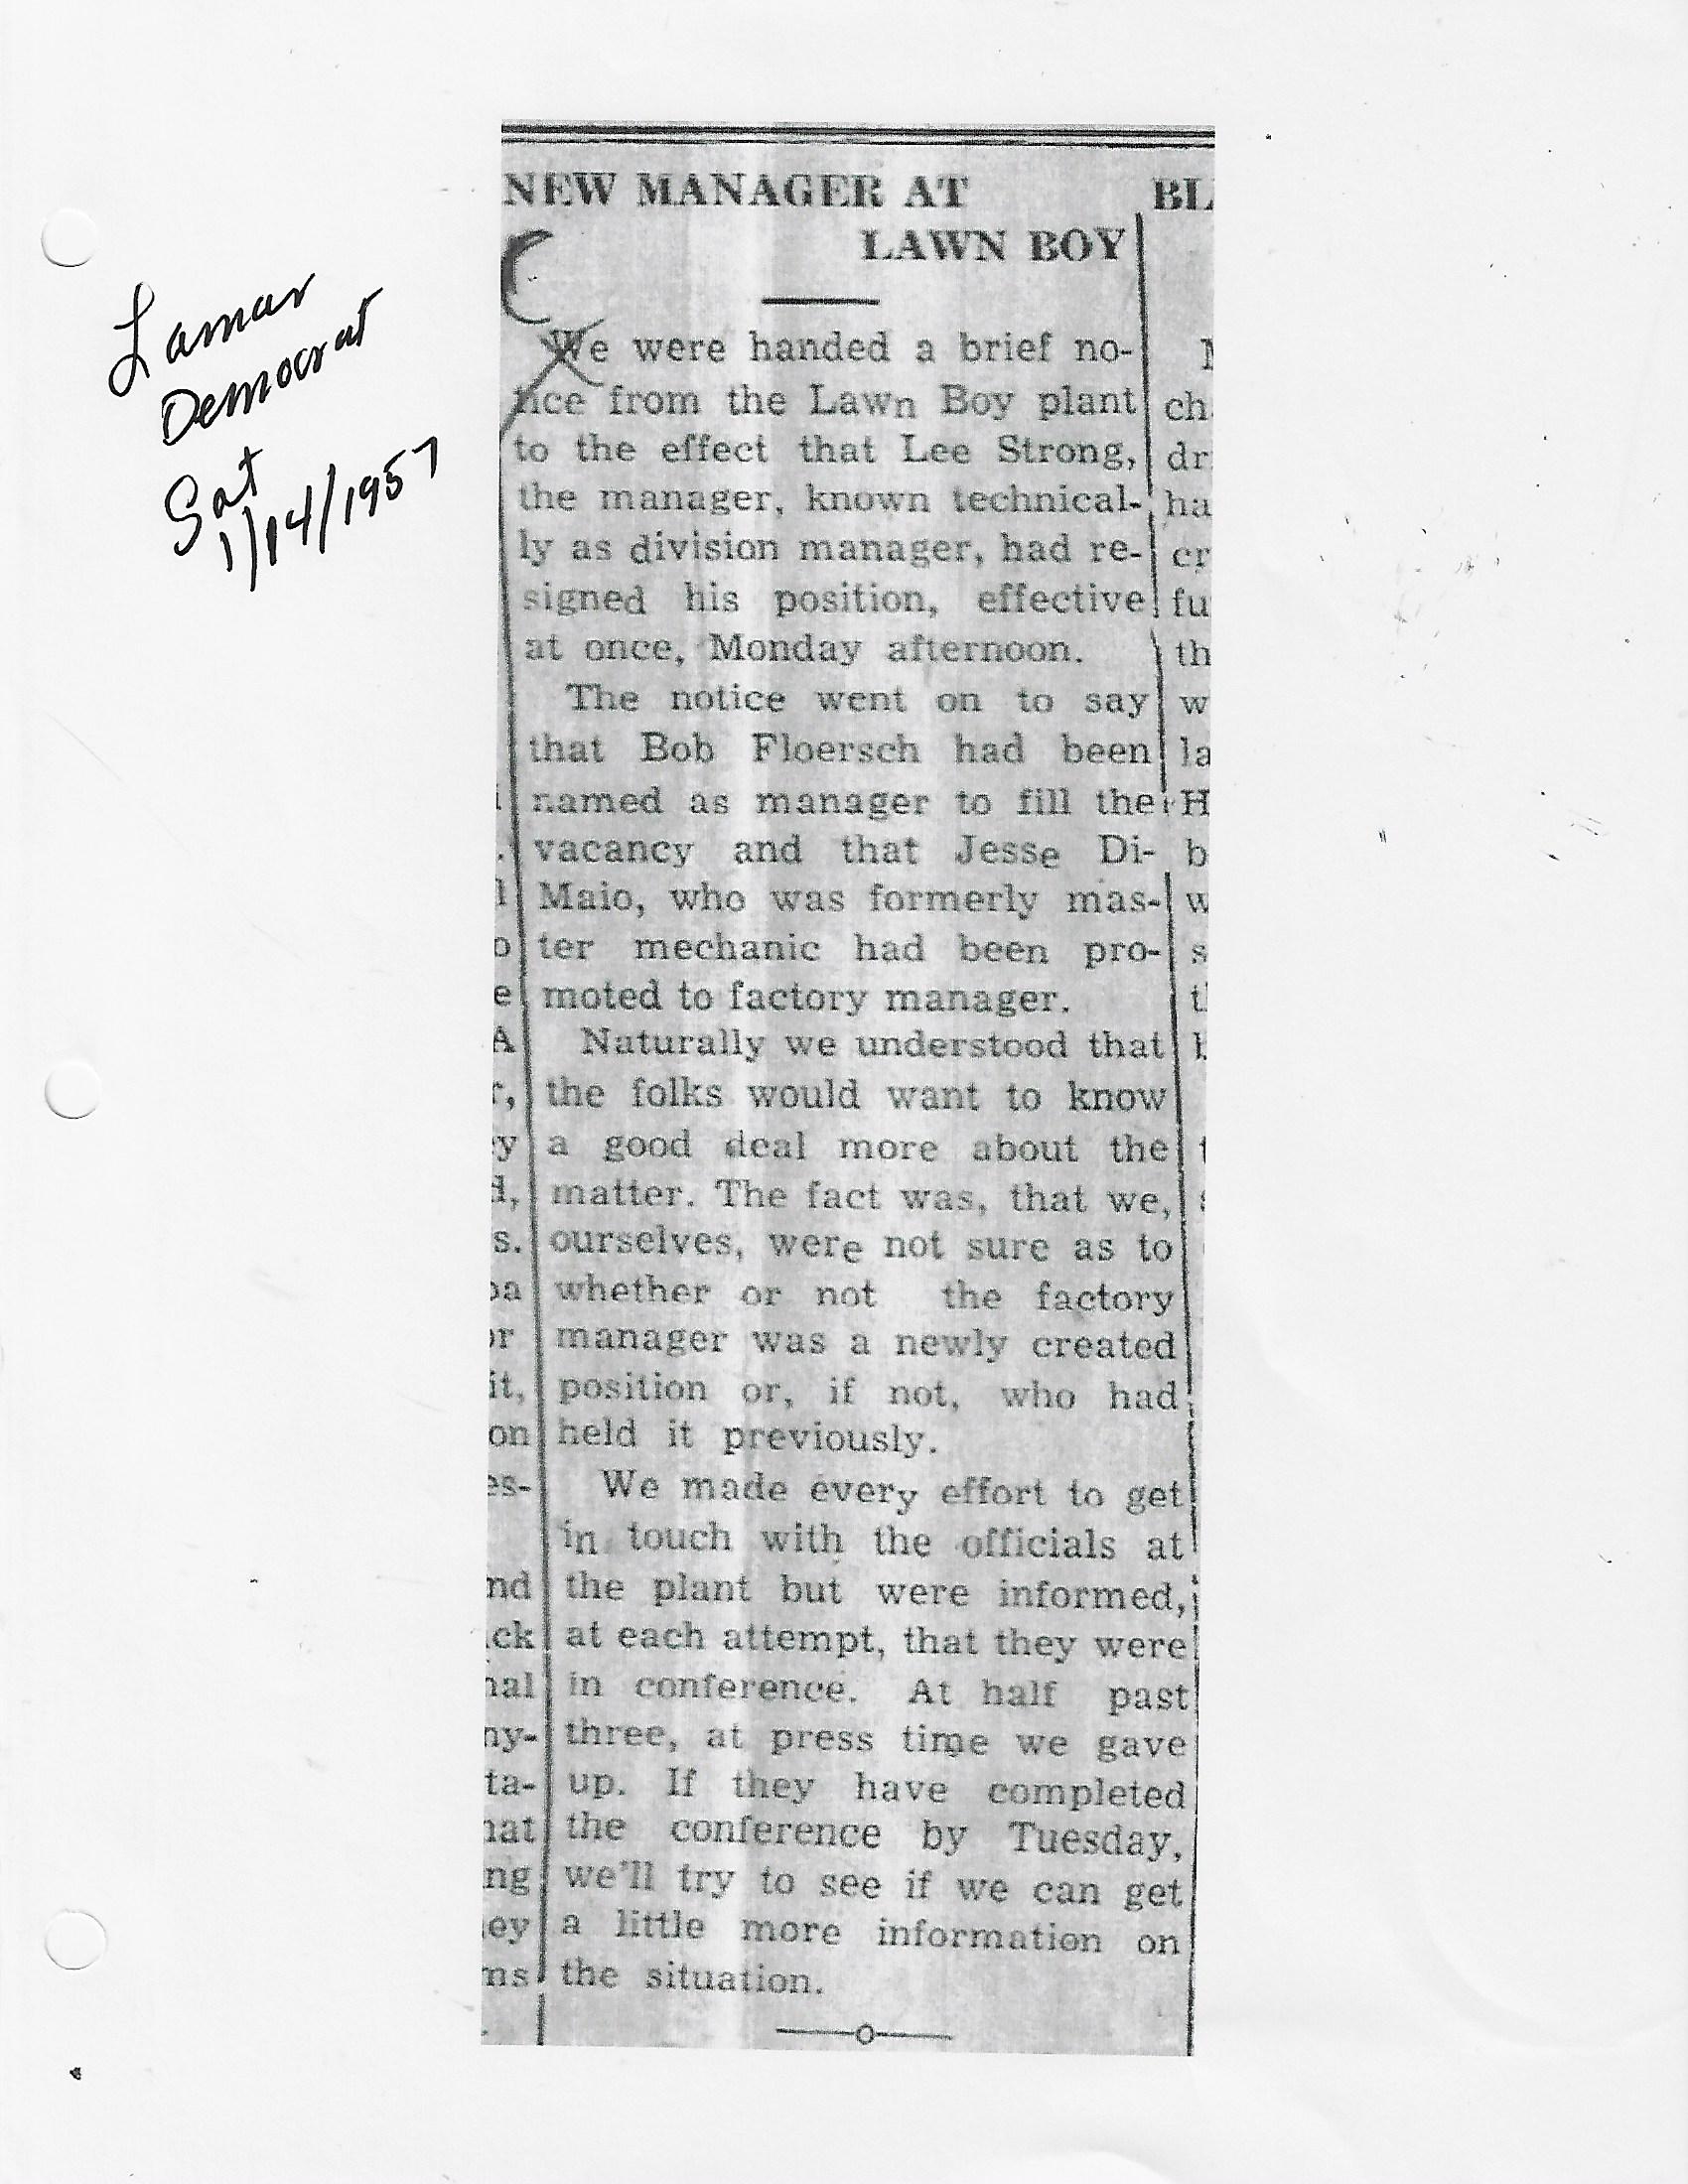 Lamar
Democrat
Sat
1/14/1957
NEW MANAGER AT
LAWN BOY
We were handed a brief no-
tice from the Lawn Boy plant
to the effect that Lee Strong,
the manager, known technical-
ly as division manager, had re-
signed his position, effective
at once, Monday afternoon.
The notice went on to say
that Bob Floersch had been
named as manager to fill the
vacancy and that Jesse Di-
Maio, who was formerly mas-
ter mechanic had been pro-
moted to factory manager.
Naturally we understood that
the folks would want to know
a good deal more about the
matter. The fact was, that we,
ourselves, were not sure as to
whether or not the factory
manager was a newly created
position or, if not, who had
held it previously.
We made every effort to get
in touch with the officials at
the plant but were informed,
at each attempt, that they were
in conference. At half past
three, at press time we gave
up. If they have completed
the conference by Tuesday,
we'll try to see if we can get
a little more information on
the situation.
BL
ch
dr
ha
cr
fu
th
w
la
H
b
w
s